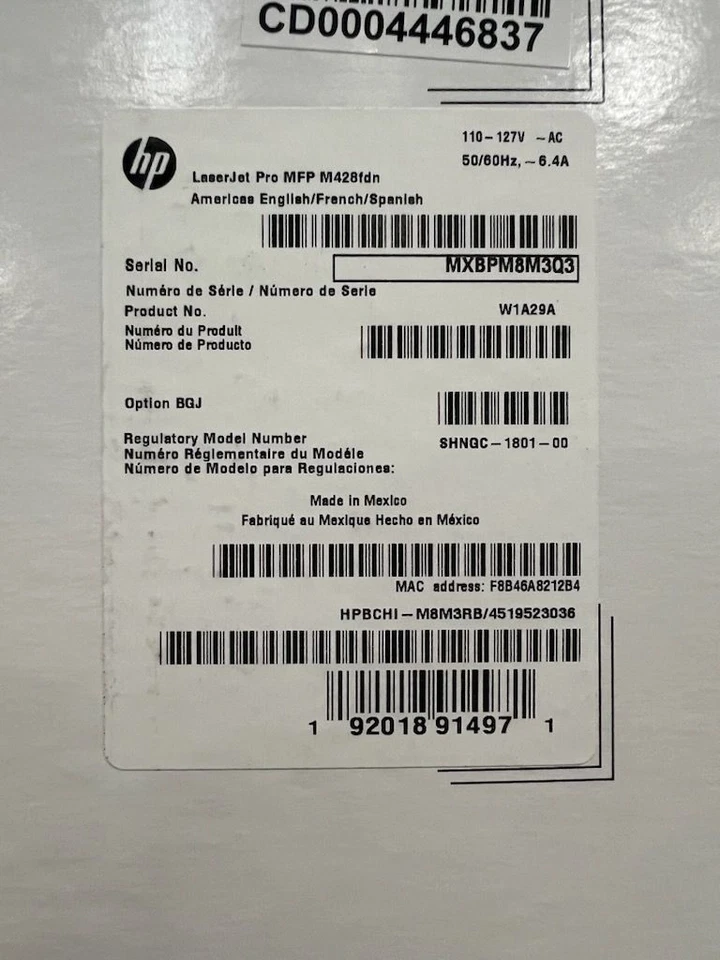 CD0004446837
hp
110-127V ~AC
50/60Hz, ~6.4A
LaserJet Pro MFP M428fdn
Americas English/French/Spanish
Serial No. MXBPM8M3Q3
Numéro de Série / Número de Serie
Product No. W1A29A
Numéro du Produit
Número de Producto
Option BGJ
Regulatory Model Number SHNGC-1801-00
Numéro Réglementaire du Modéle
Número de Modelo para Regulaciones:
Made in Mexico
Fabriqué au Mexique Hecho en México
MAC address: F8B46A8212B4
HPBCHI-M8M3RB/4519523036
1 92018 91497 1